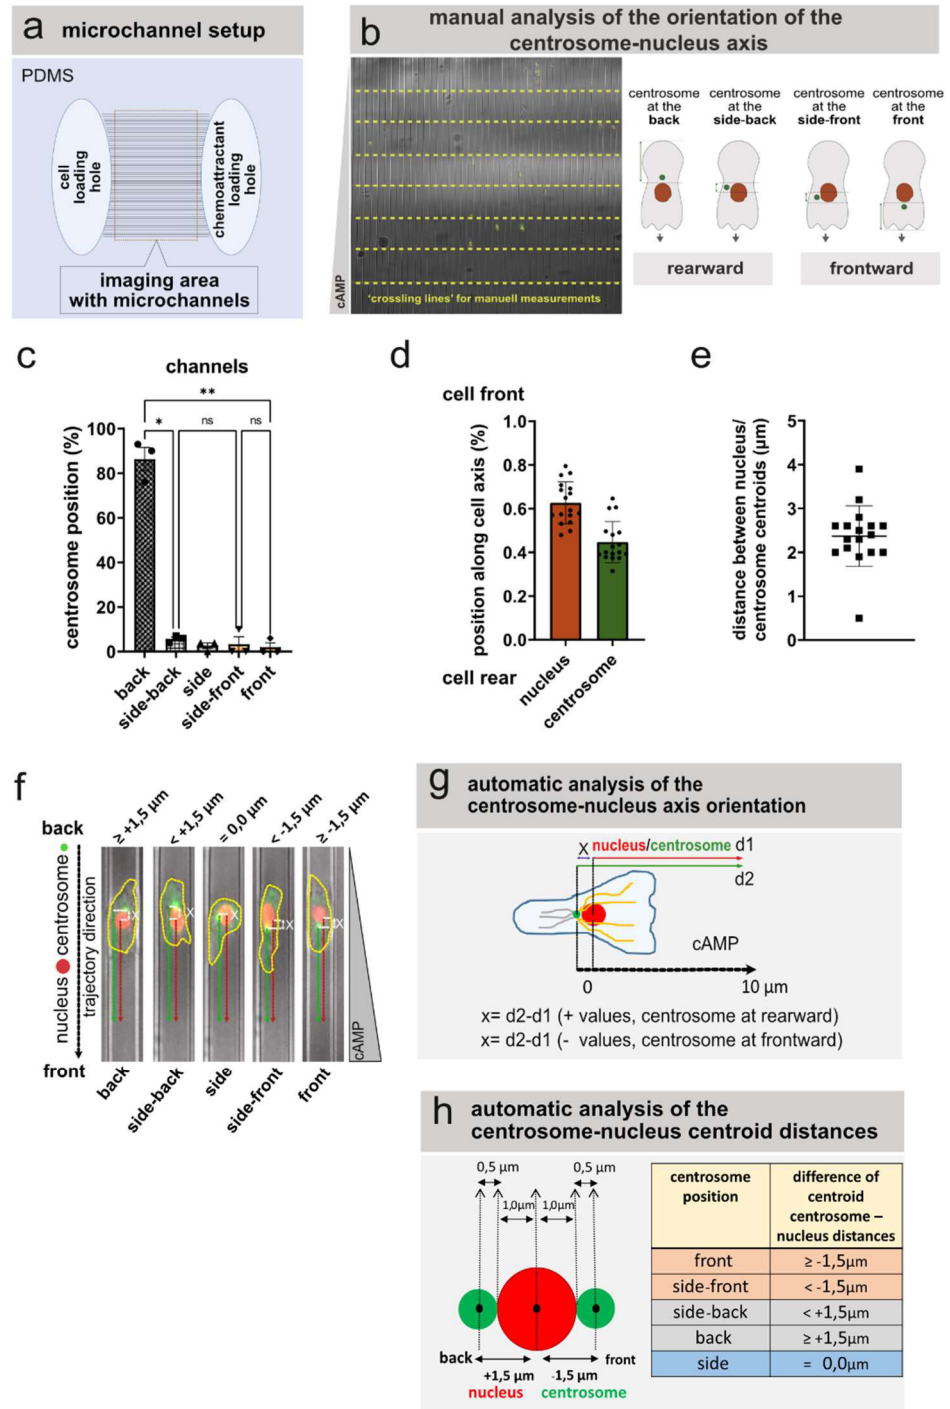 a microchannel setup
PDMS
cell
loading
hole
chemoattractant
loading
hole
imaging area
with microchannels
b manual analysis of the orientation of the
centrosome-nucleus axis
cAMP
'crossling lines' for manuell measurements
centrosome
at the
back
centrosome
at the
side-back
centrosome
at the
side-front
centrosome
at the
front
rearward
frontward
c
channels
**
*
ns
ns
centrosome position (%)
100
80
60
40
20
0
back
side-back
side
side-front
front
d
cell front
position along cell axis (%)
1.0
0.8
0.6
0.4
0.2
0.0
cell rear
nucleus
centrosome
e
distance between nucleus/
centrosome centroids (µm)
5
4
3
2
1
0
f
≥ +1,5 µm
< +1,5 µm
= 0,0 µm
< -1,5 µm
≥ -1,5 µm
back
nucleus centrosome
trajectory direction
front
X
X
X
X
X
cAMP
back
side-back
side
side-front
front
g automatic analysis of the
centrosome-nucleus axis orientation
X nucleus/centrosome d1
d2
cAMP
0 10 µm
x= d2-d1 (+ values, centrosome at rearward)
x= d2-d1 (- values, centrosome at frontward)
h automatic analysis of the
centrosome-nucleus centroid distances
0,5 µm 0,5 µm
1,0µm 1,0µm
back front
+1,5 µm -1,5 µm
nucleus centrosome
centrosome
position
difference of
centroid
centrosome –
nucleus distances
front ≥ -1,5µm
side-front < -1,5µm
side-back < +1,5µm
back ≥ +1,5µm
side = 0,0µm